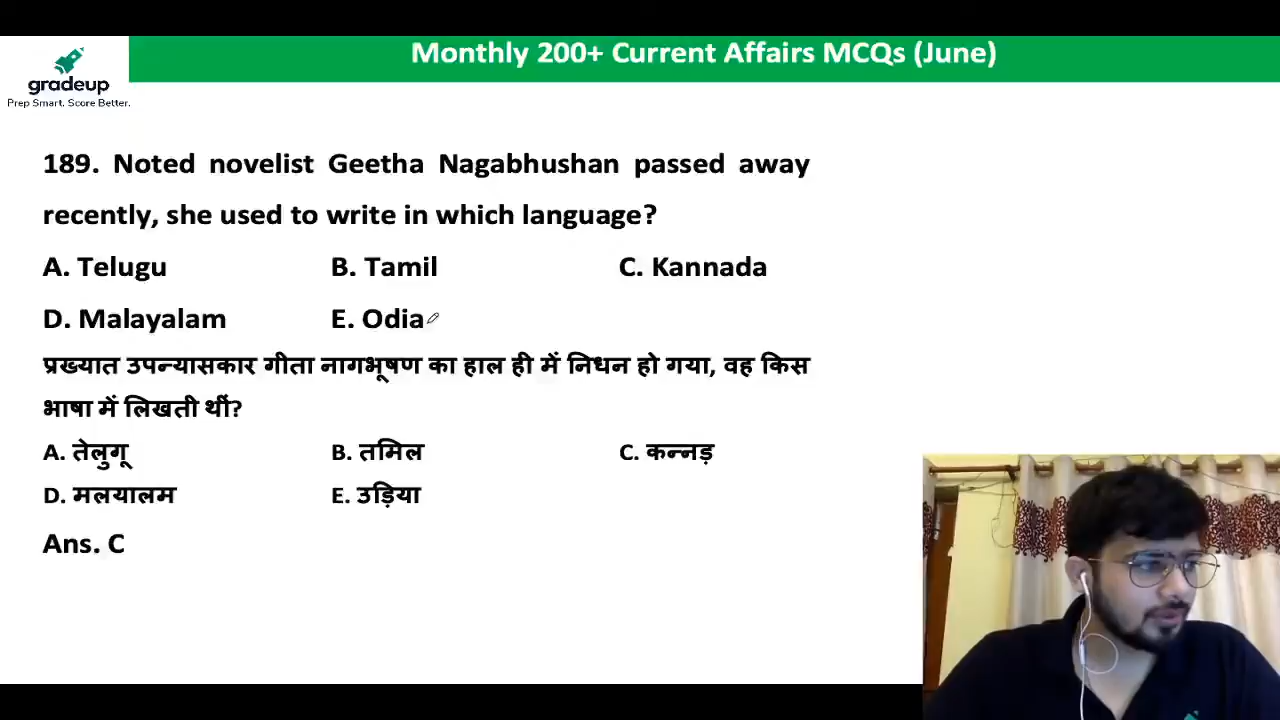 Monthly 200+ Current Affairs MCQs (June)
gradeup
Prep Smart. Score Better.
189. Noted novelist Geetha Nagabhushan passed away
recently, she used to write in which language?
A. Telugu B. Tamil C. Kannada
D. Malayalam E. Odia
प्रख्यात उपन्यासकार गीता नागभूषण का हाल ही में निधन हो गया, वह किस
भाषा में लिखती थीं?
A. तेलुगू B. तमिल C. कन्नड़
D. मलयालम E. उड़िया
Ans. C